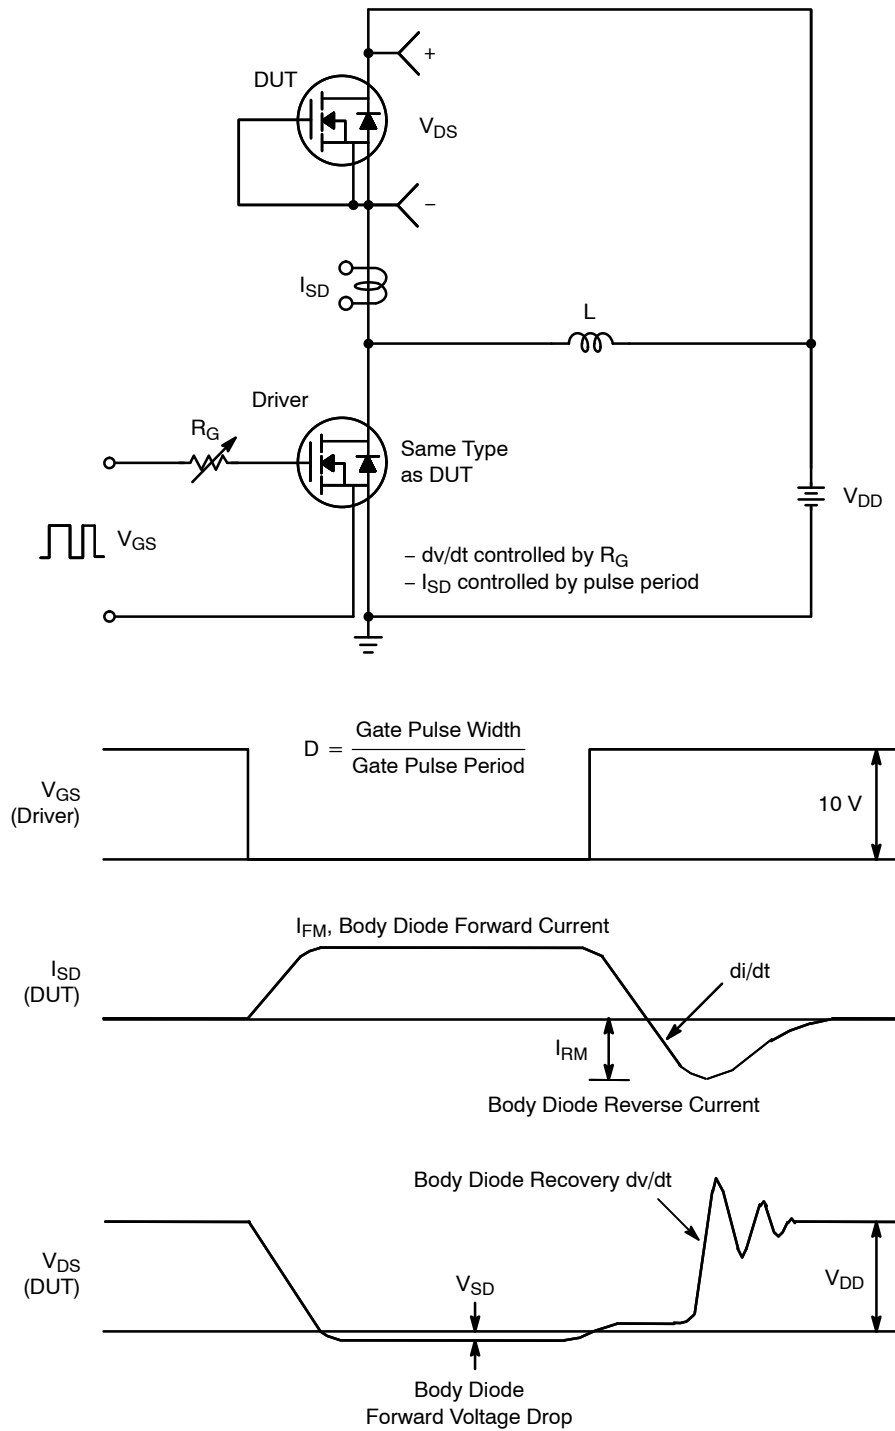 DUT
+
V_DS
−
I_SD
L
Driver
R_G
Same Type
as DUT
V_GS
V_DD
− dv/dt controlled by R_G
− I_SD controlled by pulse period
D = Gate Pulse Width
Gate Pulse Period
V_GS
(Driver)
10 V
I_FM, Body Diode Forward Current
I_SD
(DUT)
di/dt
I_RM
Body Diode Reverse Current
Body Diode Recovery dv/dt
V_DS
(DUT)
V_SD
V_DD
Body Diode
Forward Voltage Drop